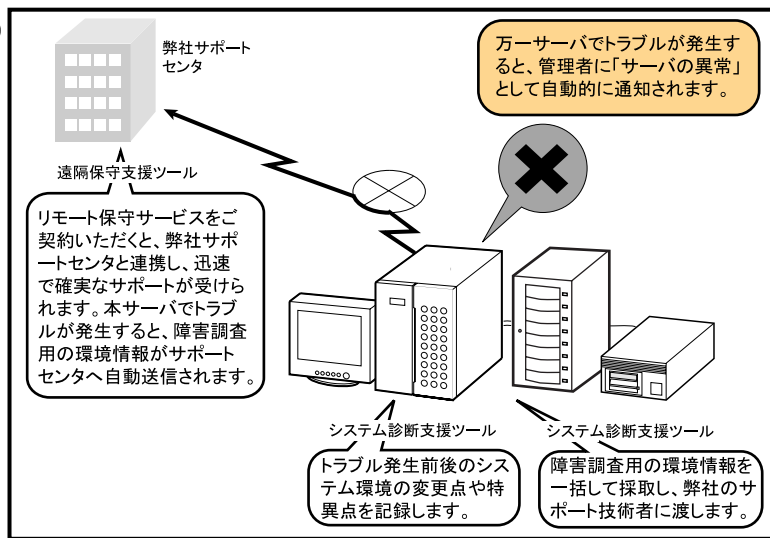 弊社サポート
センタ
万一サーバでトラブルが発生す
ると、管理者に「サーバの異常」
として自動的に通知されます。
遠隔保守支援ツール
リモート保守サービスをご
契約いただくと、弊社サポ
ートセンタと連携し、迅速
で確実なサポートが受けら
れます。本サーバでトラブ
ルが発生すると、障害調査
用の環境情報がサポート
センタへ自動送信されます。
システム診断支援ツール
トラブル発生前後のシス
テム環境の変更点や特
異点を記録します。
システム診断支援ツール
障害調査用の環境情報を
一括して採取し、弊社のサ
ポート技術者に渡します。